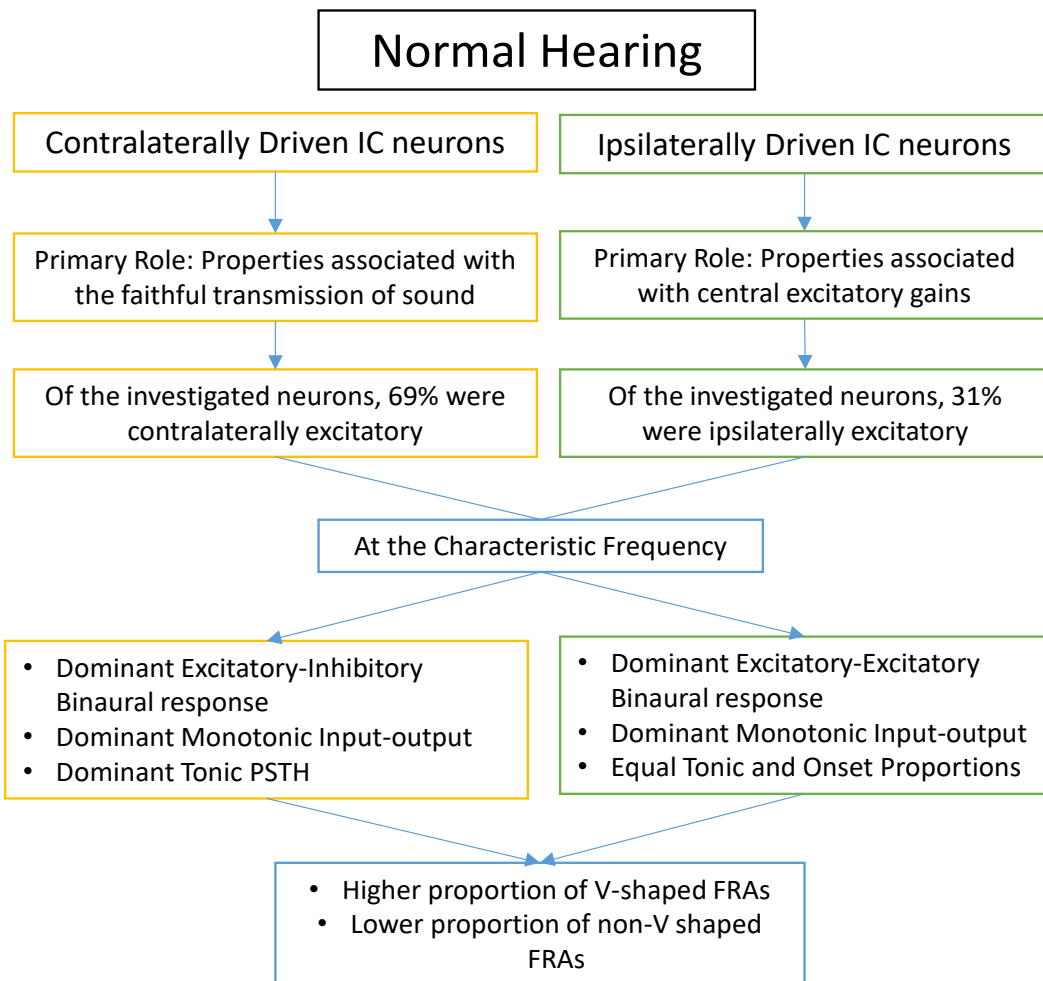 Normal Hearing
Contralaterally Driven IC neurons
Ipsilaterally Driven IC neurons
Primary Role: Properties associated with
the faithful transmission of sound
Primary Role: Properties associated
with central excitatory gains
Of the investigated neurons, 69% were
contralaterally excitatory
Of the investigated neurons, 31%
were ipsilaterally excitatory
At the Characteristic Frequency
• Dominant Excitatory-Inhibitory
Binaural response
• Dominant Monotonic Input-output
• Dominant Tonic PSTH
• Dominant Excitatory-Excitatory
Binaural response
• Dominant Monotonic Input-output
• Equal Tonic and Onset Proportions
• Higher proportion of V-shaped FRAs
• Lower proportion of non-V shaped
FRAs